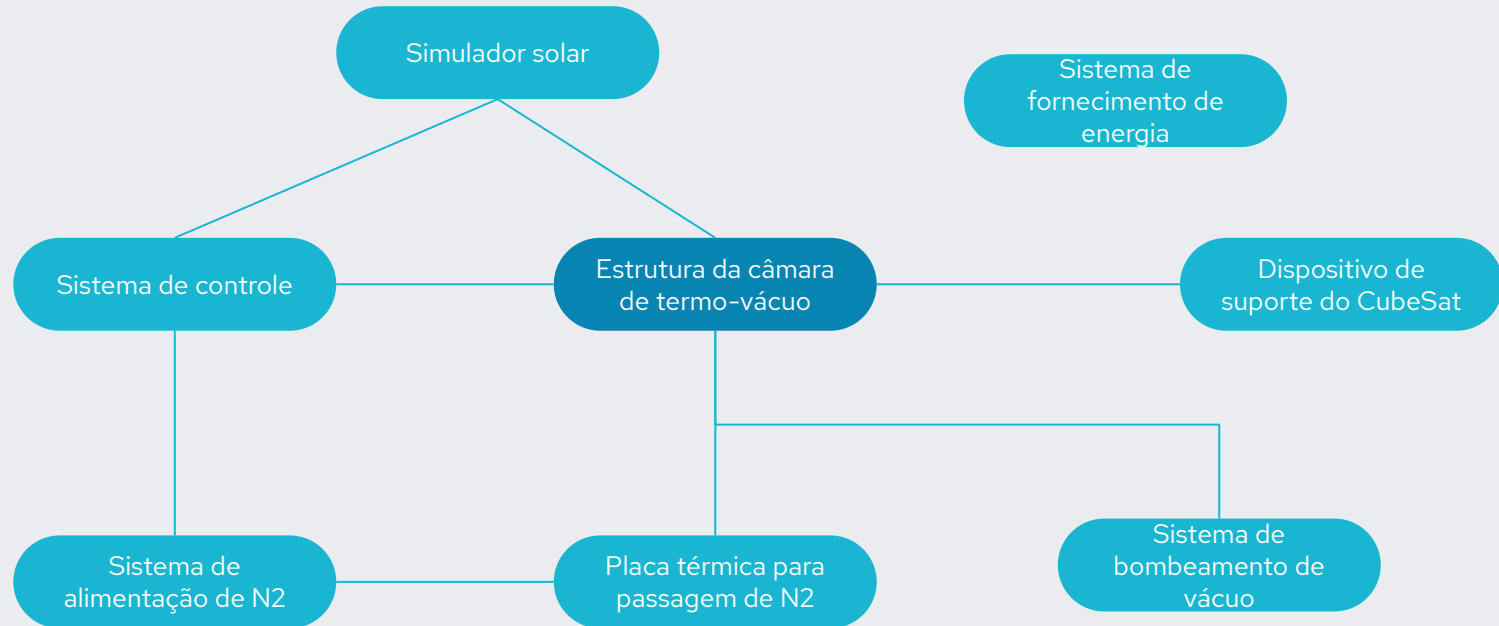 Simulador solar
Sistema de
fornecimento de
energia
Sistema de controle
Estrutura da câmara
de termo-vácuo
Dispositivo de
suporte do CubeSat
Sistema de
alimentação de N2
Placa térmica para
passagem de N2
Sistema de
bombeamento de
vácuo